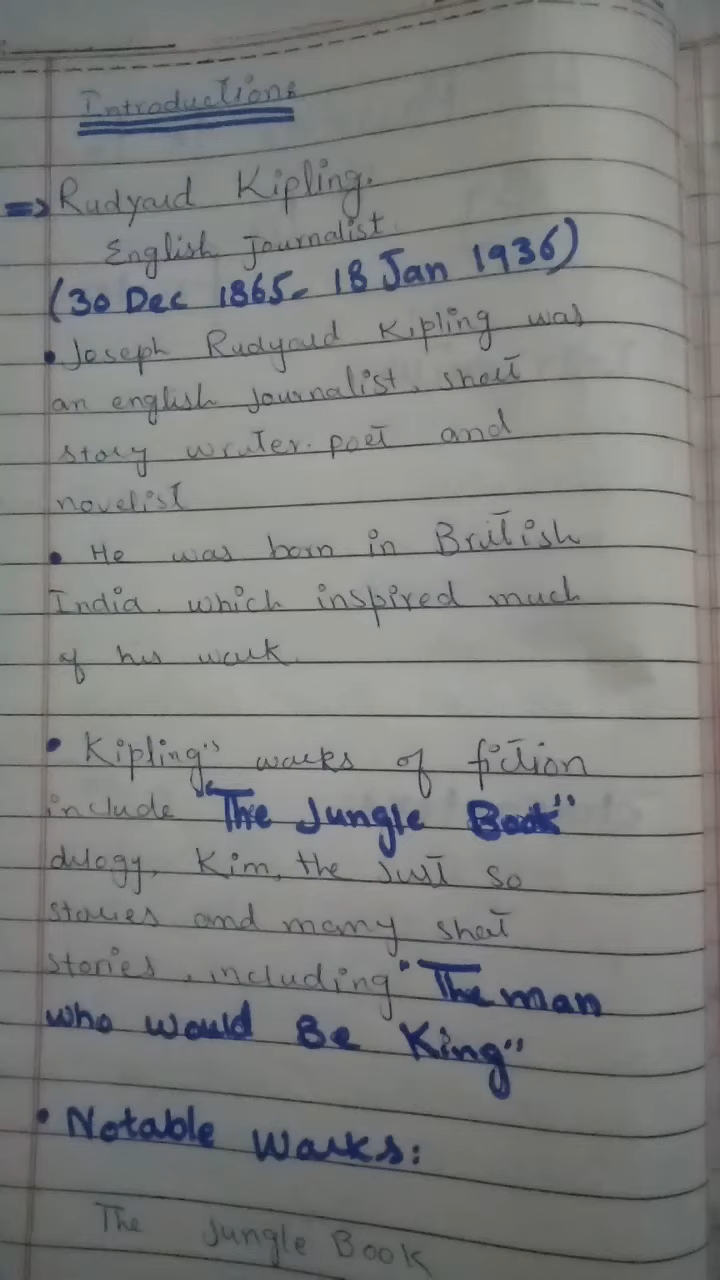 Introduction:
⇒ Rudyard Kipling.
English Journalist.
(30 Dec 1865- 18 Jan 1936)
• Joseph Rudyard Kipling was
an english journalist, short
story writer, poet and
novelist
• He was born in British
India. which inspired much
of his work.
• Kipling's works of fiction
include "The Jungle Book"
dulogy, Kim, the Just so
stories and many short
stories, including "The man
who would Be King"
• Notable Works:
The Jungle Book